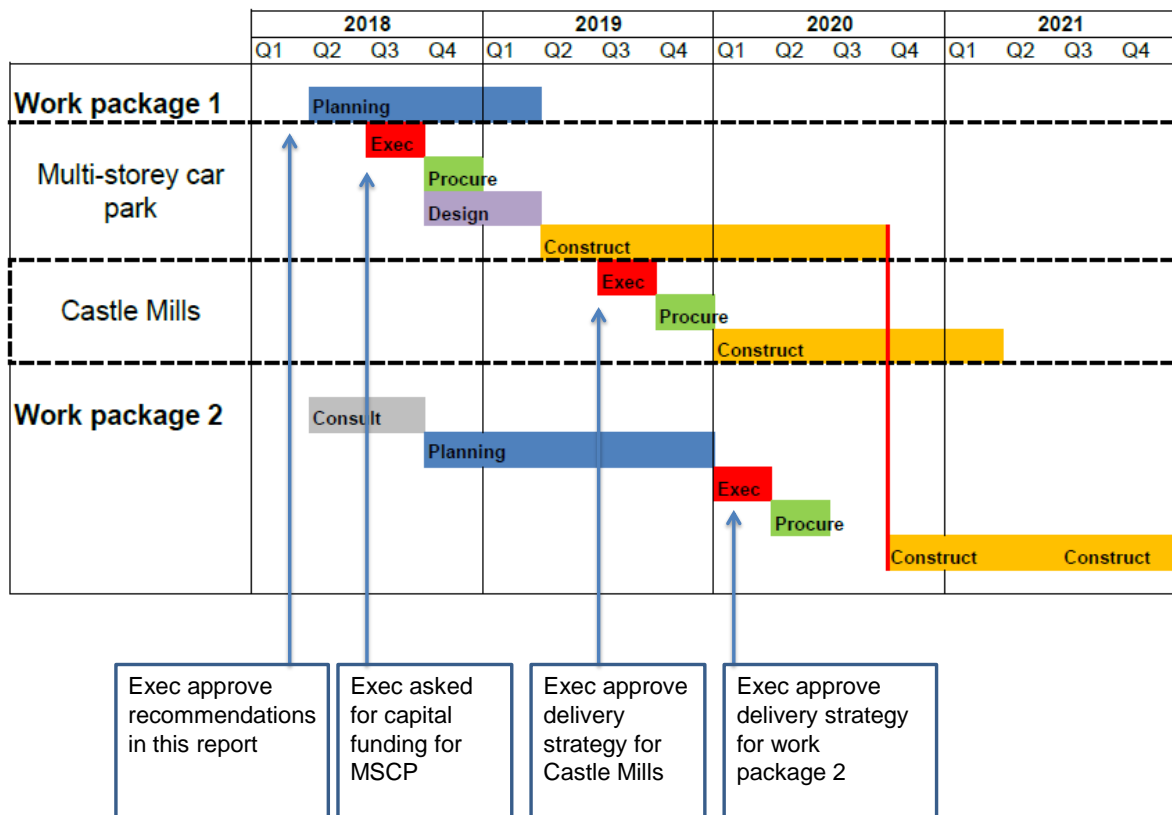 2018 2019 2020 2021
Q1 Q2 Q3 Q4 Q1 Q2 Q3 Q4 Q1 Q2 Q3 Q4 Q1 Q2 Q3 Q4
Work package 1 Planning
Exec
Multi-storey car
park
Procure
Design
Construct
Exec
Castle Mills
Procure
Construct
Work package 2 Consult
Planning
Exec
Procure
Construct Construct
Exec approve
recommendations
in this report
Exec asked
for capital
funding for
MSCP
Exec approve
delivery
strategy for
Castle Mills
Exec approve
delivery strategy
for work
package 2